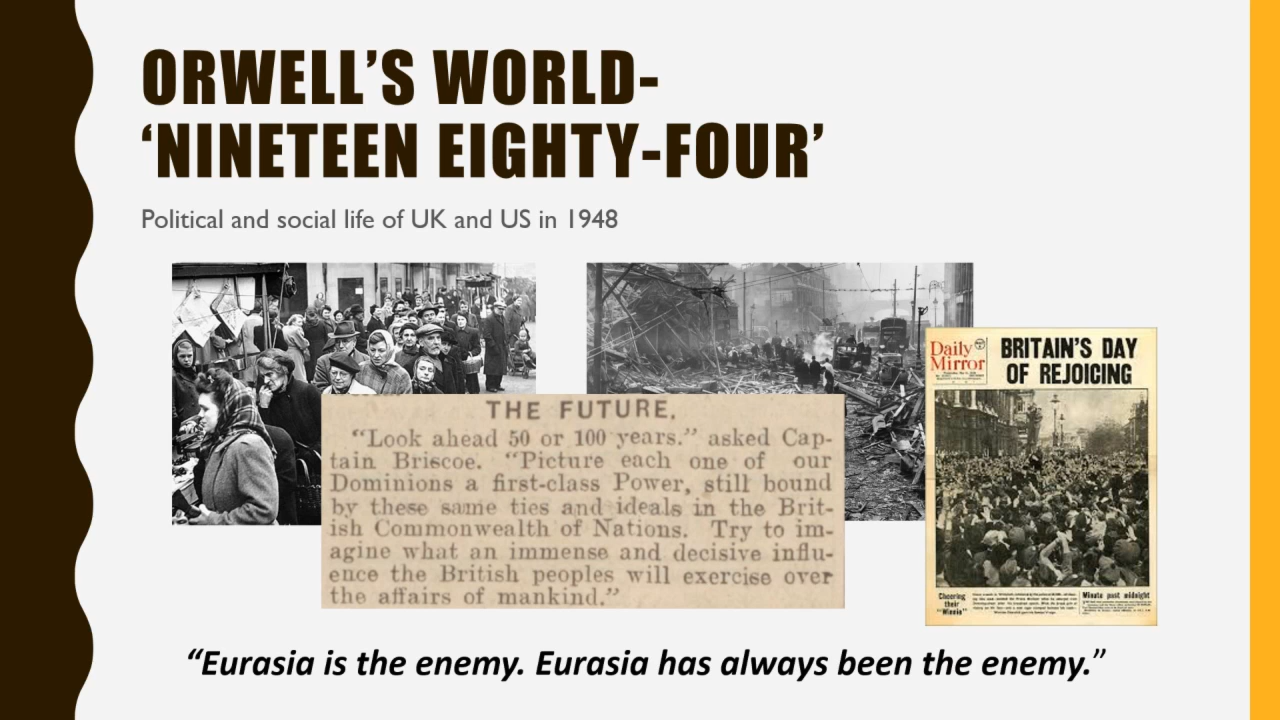 ORWELL’S WORLD-
‘NINETEEN EIGHTY-FOUR’
Political and social life of UK and US in 1948
THE FUTURE.
“Look ahead 50 or 100 years.” asked Cap-
tain Briscoe. “Picture each one of our
Dominions a first-class Power, still bound
by these same ties and ideals in the Brit-
ish Commonwealth of Nations. Try to im-
agine what an immense and decisive influ-
ence the British peoples will exercise over
the affairs of mankind.”
Daily
Mirror
BRITAIN’S DAY
OF REJOICING
Cheering
their
“Winnie”
Minute past midnight
“Eurasia is the enemy. Eurasia has always been the enemy.”